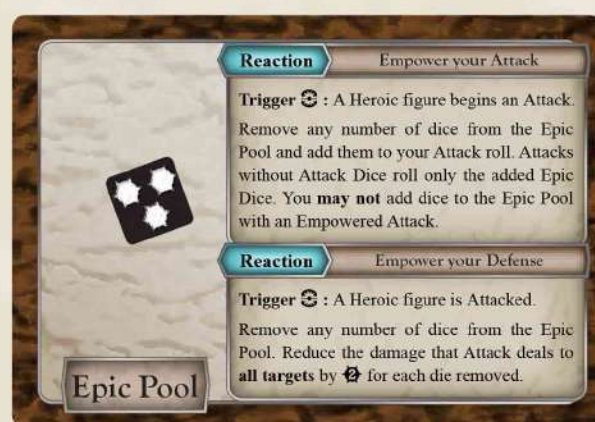 Reaction Empower your Attack
Trigger : A Heroic figure begins an Attack.
Remove any number of dice from the Epic
Pool and add them to your Attack roll. Attacks
without Attack Dice roll only the added Epic
Dice. You may not add dice to the Epic Pool
with an Empowered Attack.
Reaction Empower your Defense
Trigger : A Heroic figure is Attacked.
Remove any number of dice from the Epic
Pool. Reduce the damage that Attack deals to
all targets by 2 for each die removed.
Epic Pool